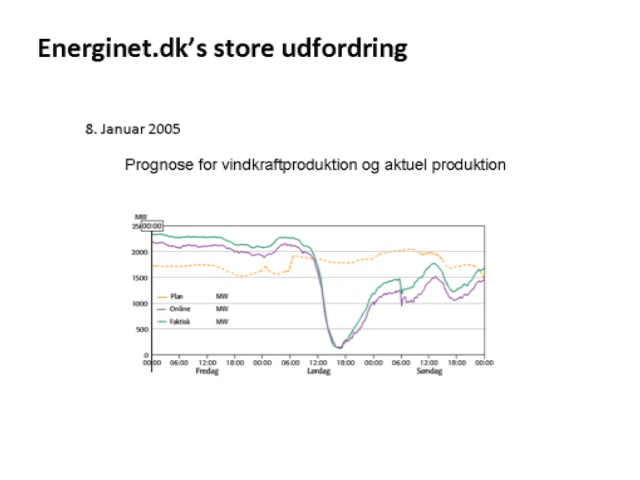 Energinet.dk's store udfordring
8. Januar 2005
Prognose for vindkraftproduktion og aktuel produktion
MW
25 00:00
2000
1500
1000
500
0
Plan MW
Online MW
Faktisk MW
00:00 06:00 12:00 18:00 00:00 06:00 12:00 18:00 00:00 06:00 12:00 18:00 00:00
Fredag Lørdag Søndag